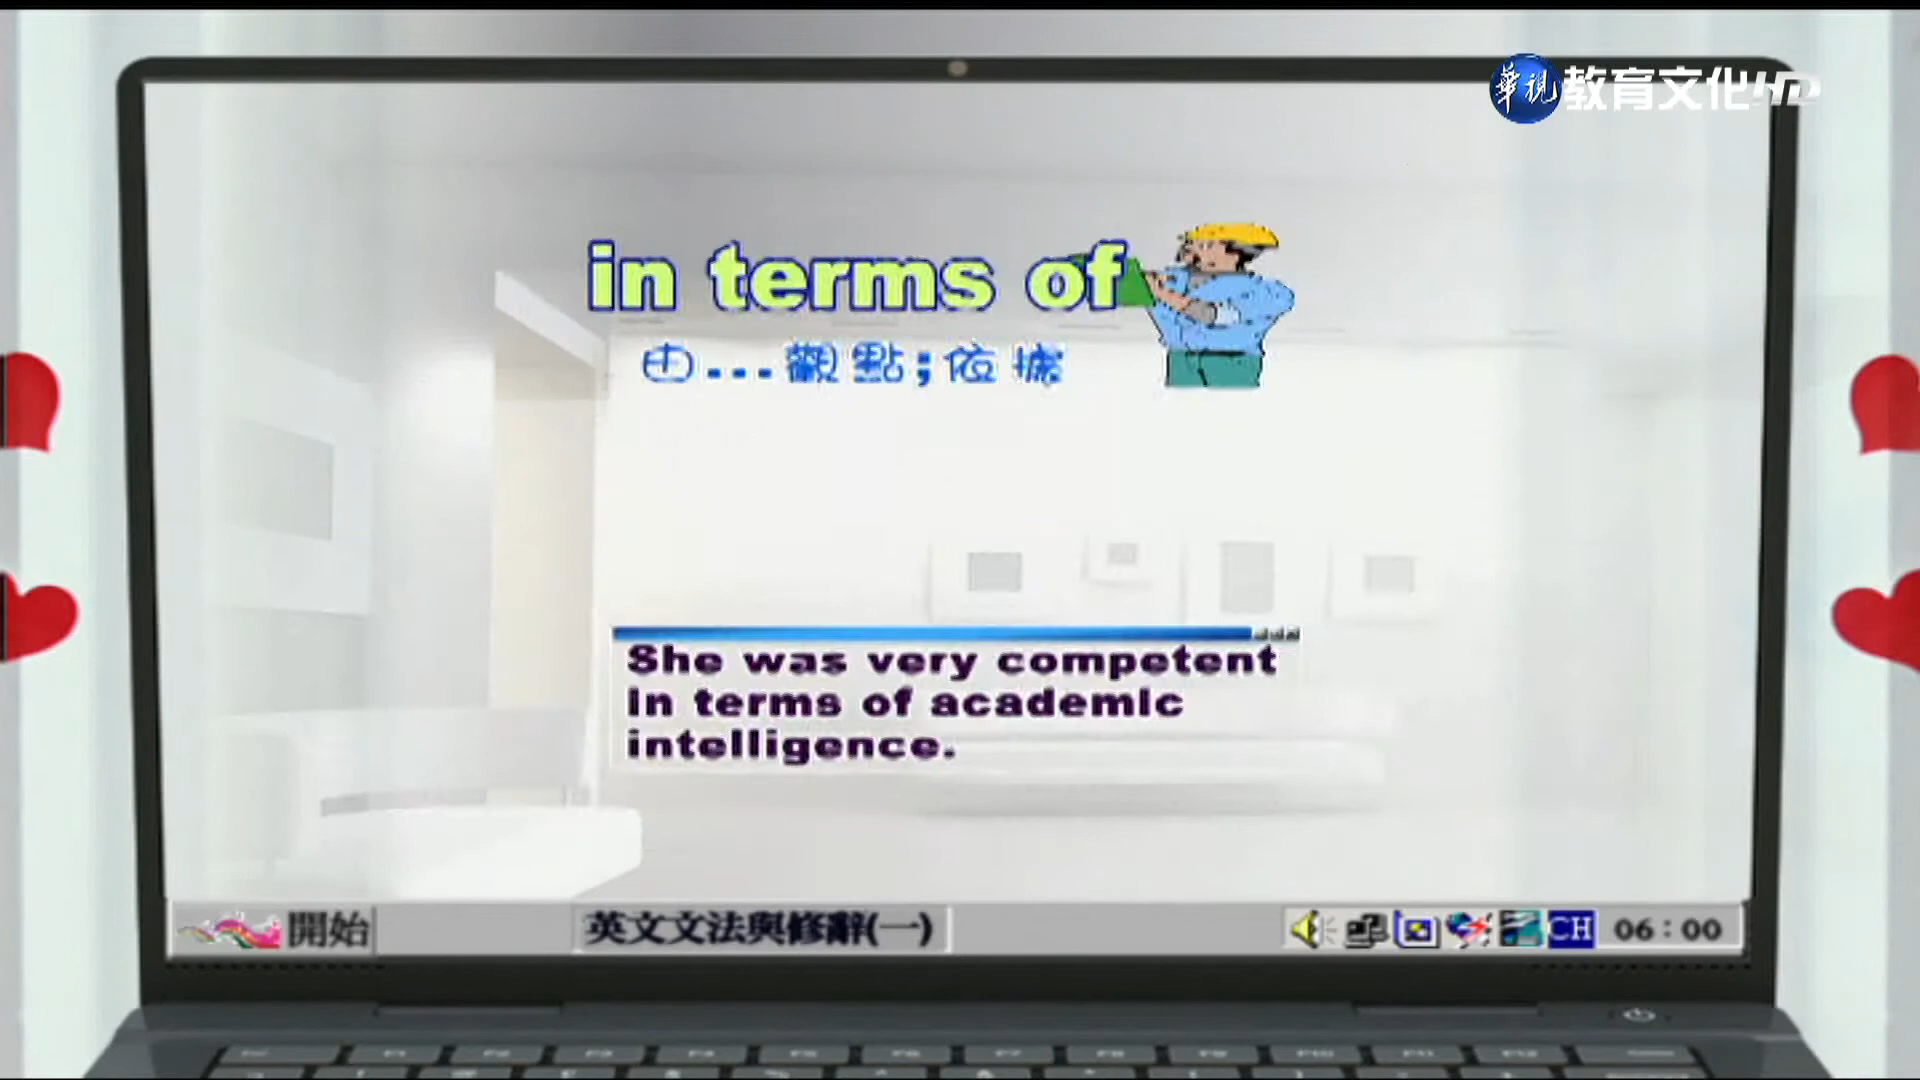 華視教育文化HD
in terms of
由...觀點;依據
She was very competent
in terms of academic
intelligence.
開始 英文文法與修辭(一) CH 06:00